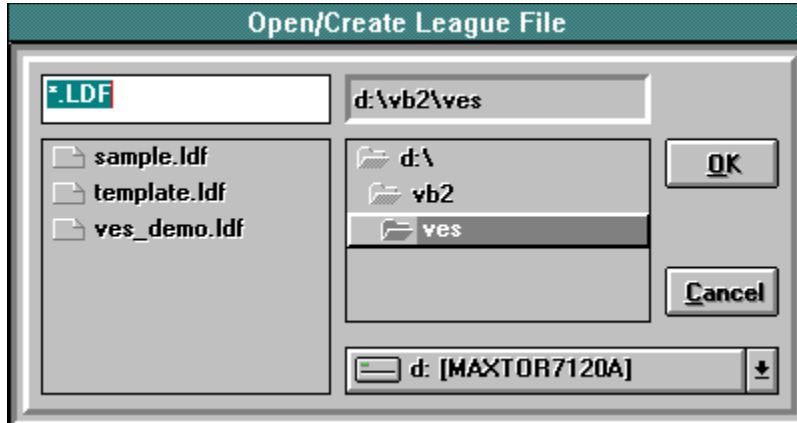 Open/Create League File
*.LDF
d:\vb2\ves
sample.ldf
template.ldf
ves_demo.ldf
d:\
vb2
ves
OK
Cancel
d: [MAXTOR7120A]